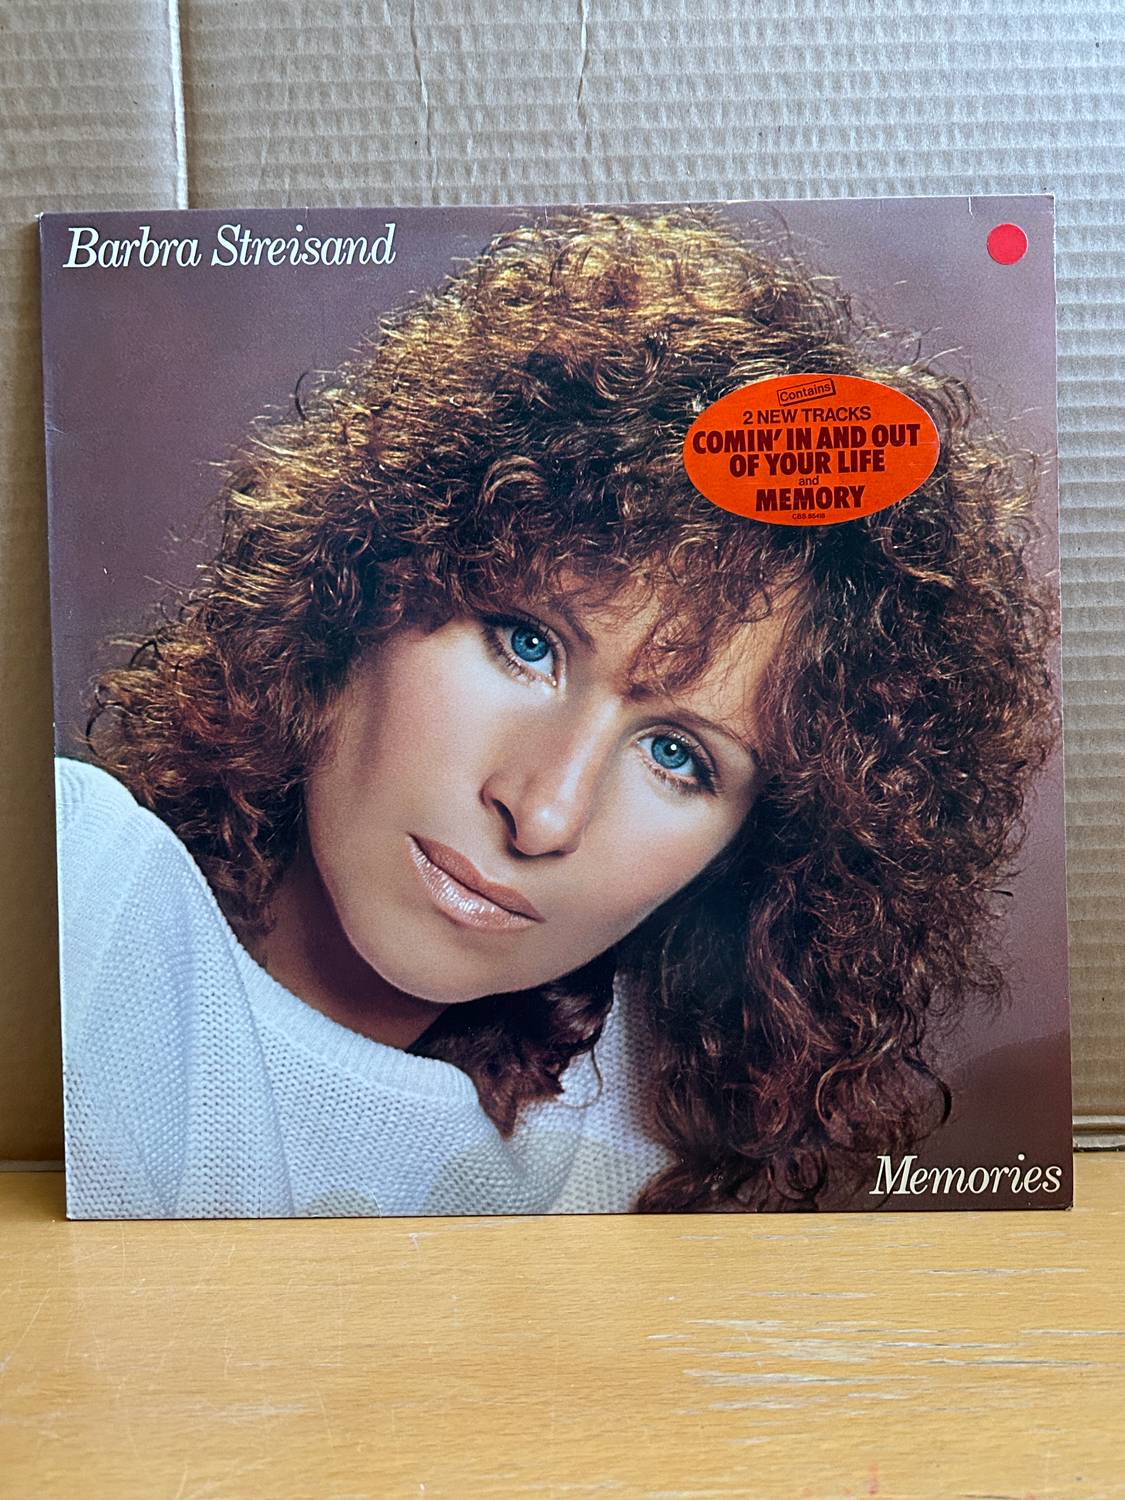 Barbra Streisand
Contains
2 NEW TRACKS
COMIN' IN AND OUT
OF YOUR LIFE
and
MEMORY
Memories